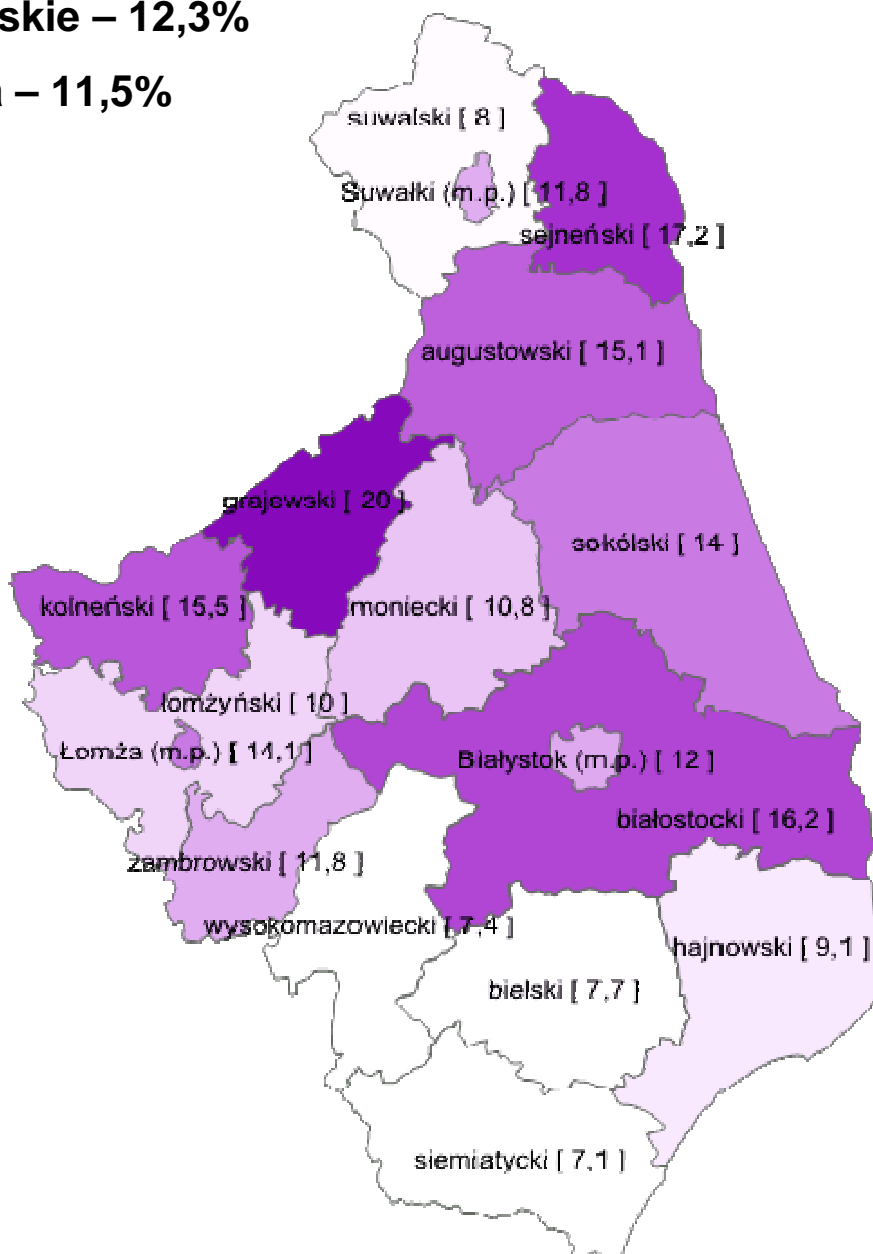 skie – 12,3%
– 11,5%
suwalski [ 8 ]
Suwałki (m.p.) [ 11,8 ]
sejneński [ 17,2 ]
augustowski [ 15,1 ]
grajewski [ 20 ]
sokólski [ 14 ]
kolneński [ 15,5 ]
moniecki [ 10,8 ]
łomżyński [ 10 ]
Łomża (m.p.) [ 14,1 ]
Białystok (m.p.) [ 12 ]
białostocki [ 16,2 ]
zambrowski [ 11,8 ]
wysokomazowiecki [ 7,4 ]
hajnowski [ 9,1 ]
bielski [ 7,7 ]
siemiatycki [ 7,1 ]